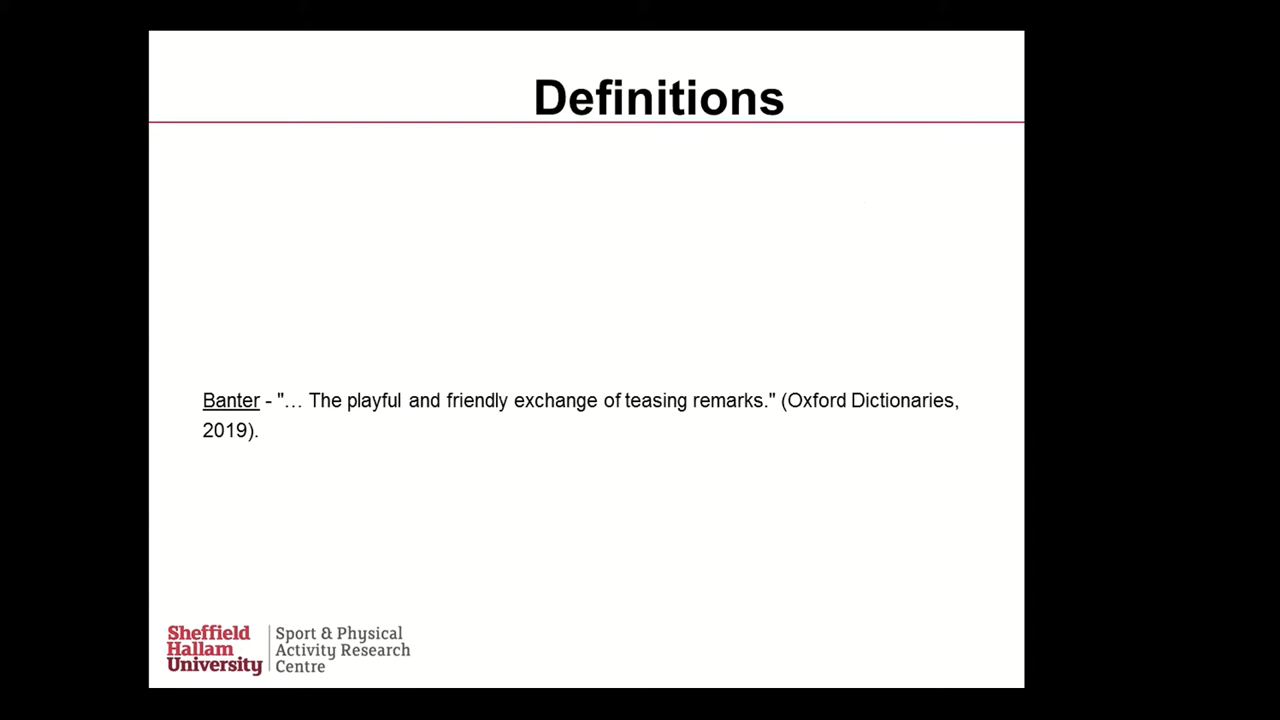 Definitions
Banter - "… The playful and friendly exchange of teasing remarks." (Oxford Dictionaries,
2019).
Sheffield
Hallam
University
Sport & Physical
Activity Research
Centre